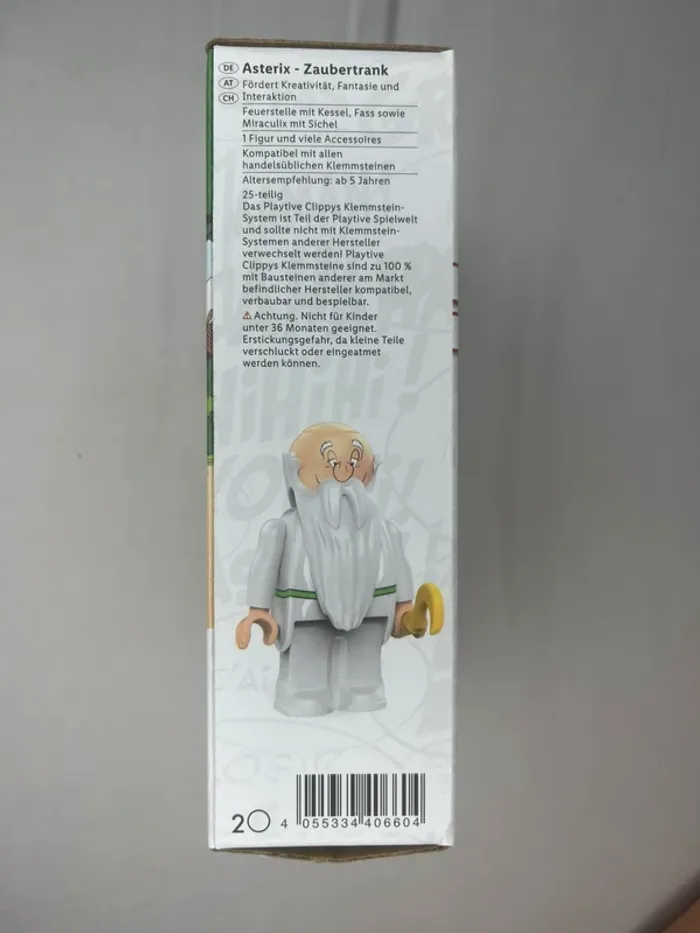 DE Asterix - Zaubertrank
AT Fördert Kreativität, Fantasie und
CH Interaktion
Feuerstelle mit Kessel, Fass sowie
Miraculix mit Sichel
1 Figur und viele Accessoires
Kompatibel mit allen
handelsüblichen Klemmsteinen
Altersempfehlung: ab 5 Jahren
25-teilig
Das Playtive Clippys Klemmstein-
System ist Teil der Playtive Spielwelt
und sollte nicht mit Klemmstein-
Systemen anderer Hersteller
verwechselt werden! Playtive
Clippys Klemmsteine sind zu 100 %
mit Bausteinen anderer am Markt
befindlicher Hersteller kompatibel,
verbaubar und bespielbar.
⚠ Achtung. Nicht für Kinder
unter 36 Monaten geeignet.
Erstickungsgefahr, da kleine Teile
verschluckt oder eingeatmet
werden können.
2 4 055334 406604